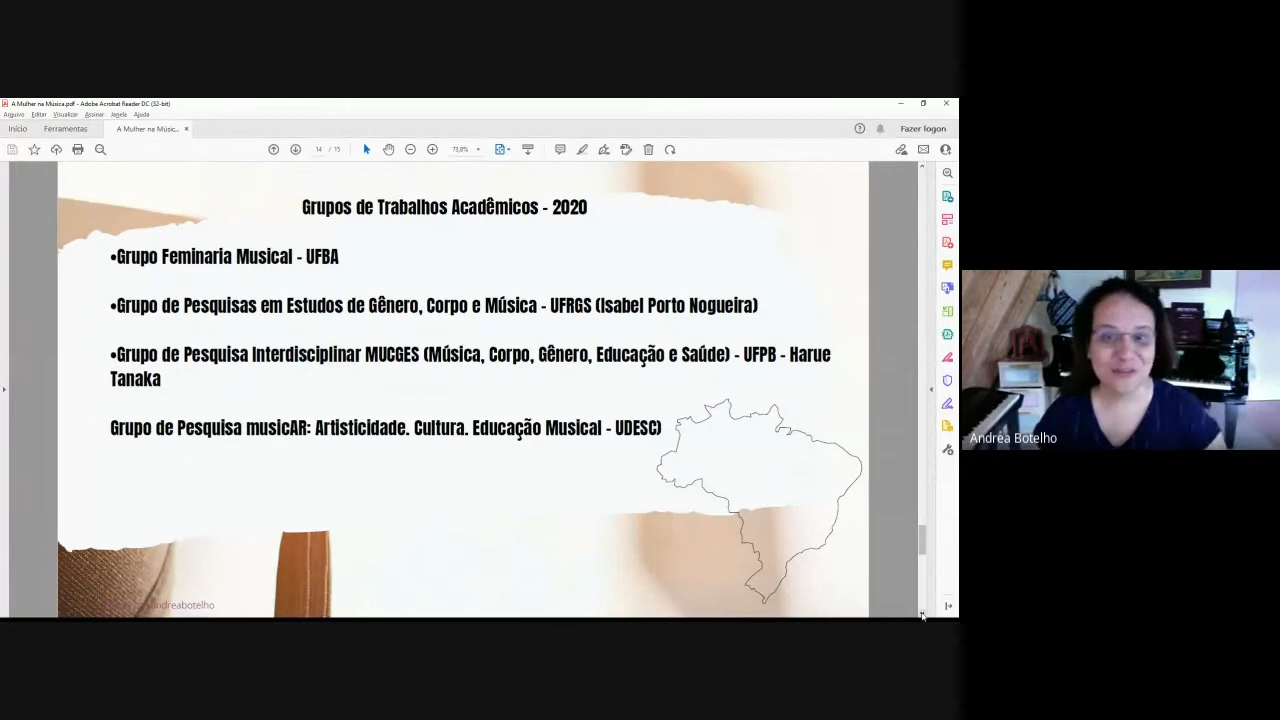 A Mulher na Música.pdf - Adobe Acrobat Reader DC (32-bit)
Arquivo Editar Visualizar Assinar Janela Ajuda
Início Ferramentas A Mulher na Músic... × Fazer logon
14 / 15 73,8%
Grupos de Trabalhos Acadêmicos - 2020
•Grupo Feminaria Musical - UFBA
•Grupo de Pesquisas em Estudos de Gênero, Corpo e Música - UFRGS (Isabel Porto Nogueira)
•Grupo de Pesquisa Interdisciplinar MUCGES (Música, Corpo, Gênero, Educação e Saúde) - UFPB - Harue
Tanaka
Grupo de Pesquisa musicAR: Artisticidade. Cultura. Educação Musical - UDESC)
Andrea Botelho
andreabotelho